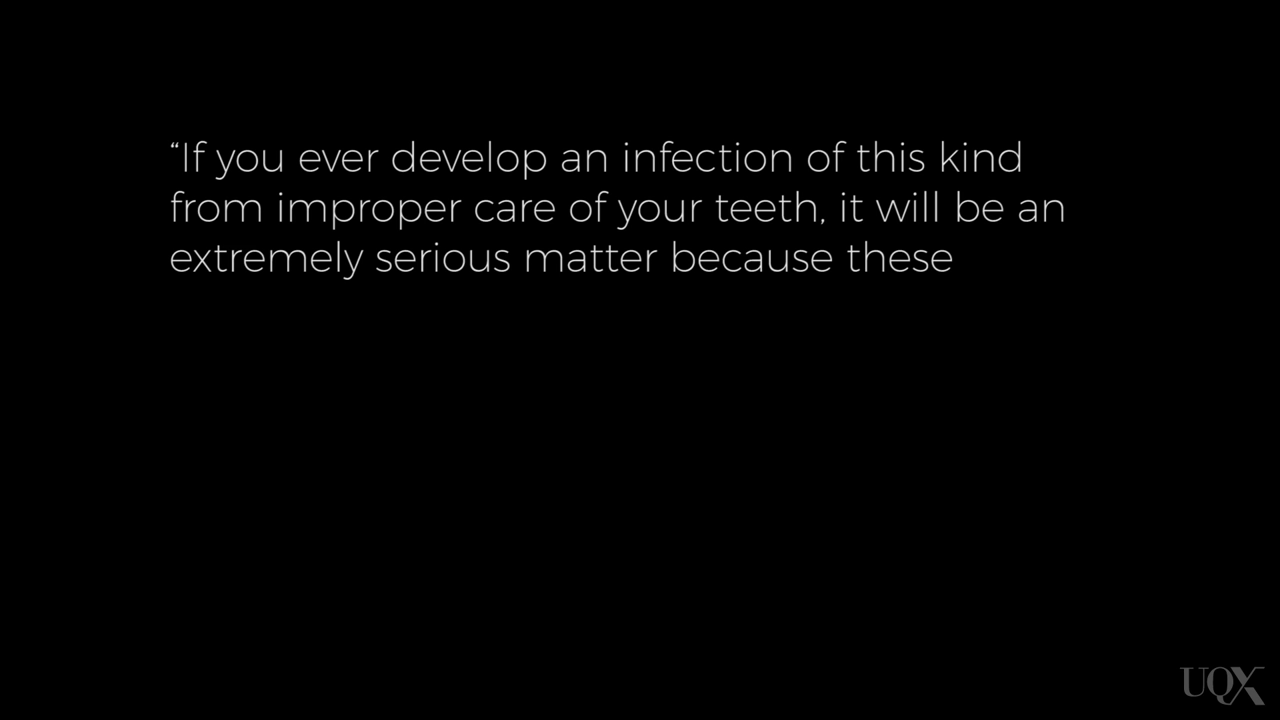 “If you ever develop an infection of this kind
from improper care of your teeth, it will be an
extremely serious matter because these
UQX